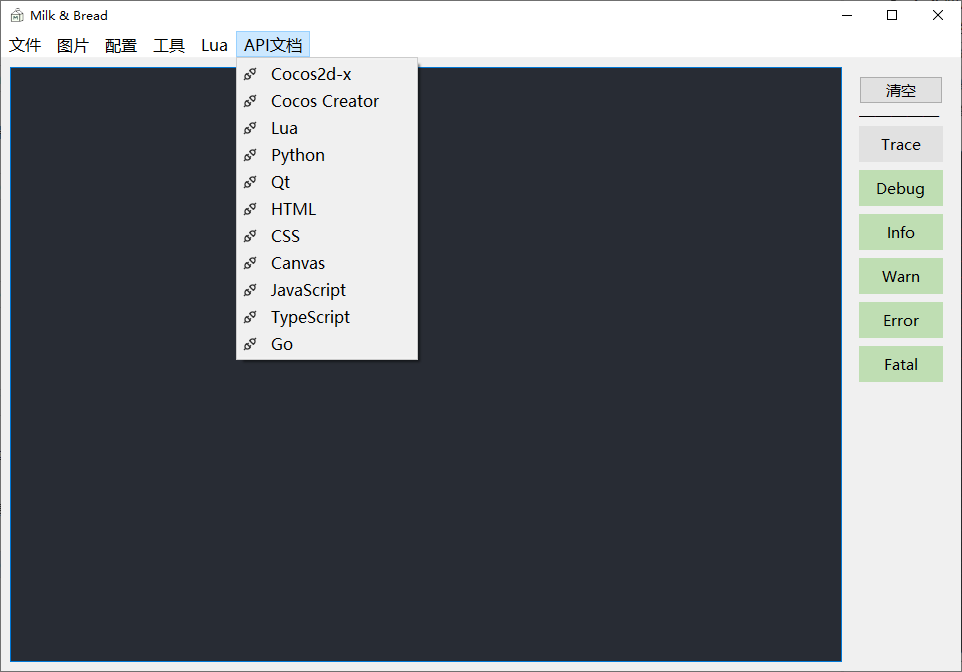 Milk & Bread
文件 图片 配置 工具 Lua API文档
Cocos2d-x
Cocos Creator
Lua
Python
Qt
HTML
CSS
Canvas
JavaScript
TypeScript
Go
清空
Trace
Debug
Info
Warn
Error
Fatal